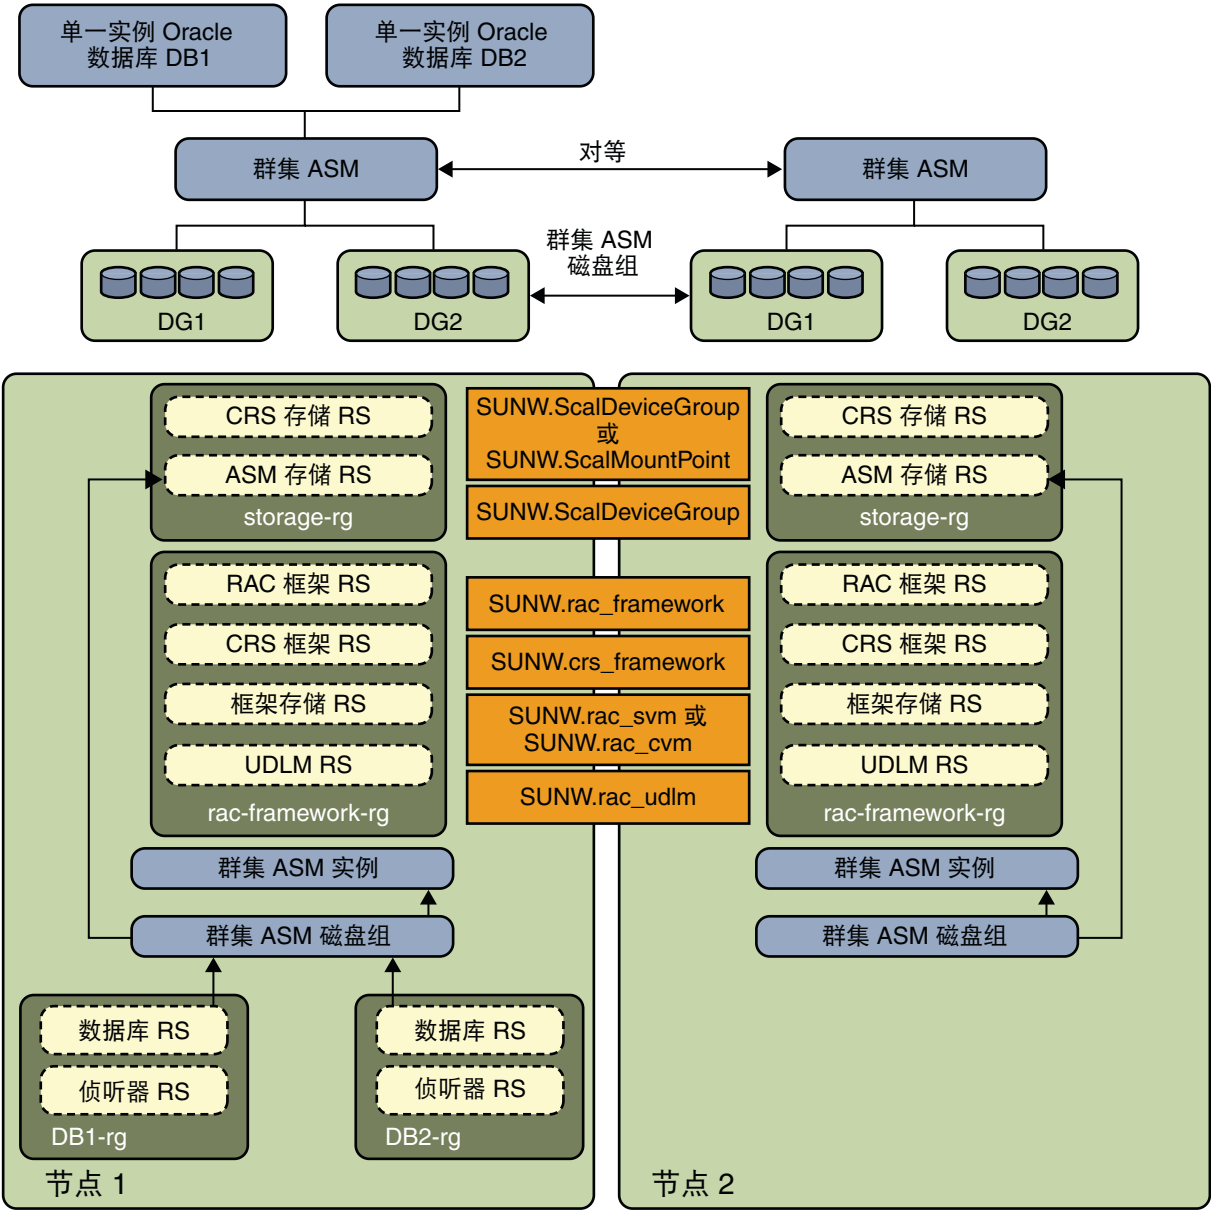 单一实例 Oracle
数据库 DB1
单一实例 Oracle
数据库 DB2
群集 ASM
对等
群集 ASM
群集 ASM
磁盘组
DG1
DG2
DG1
DG2
CRS 存储 RS
ASM 存储 RS
storage-rg
SUNW.ScalDeviceGroup
或
SUNW.ScalMountPoint
SUNW.ScalDeviceGroup
CRS 存储 RS
ASM 存储 RS
storage-rg
RAC 框架 RS
CRS 框架 RS
框架存储 RS
UDLM RS
rac-framework-rg
SUNW.rac_framework
SUNW.crs_framework
SUNW.rac_svm 或
SUNW.rac_cvm
SUNW.rac_udlm
RAC 框架 RS
CRS 框架 RS
框架存储 RS
UDLM RS
rac-framework-rg
群集 ASM 实例
群集 ASM 磁盘组
群集 ASM 实例
群集 ASM 磁盘组
数据库 RS
侦听器 RS
DB1-rg
数据库 RS
侦听器 RS
DB2-rg
节点 1
节点 2